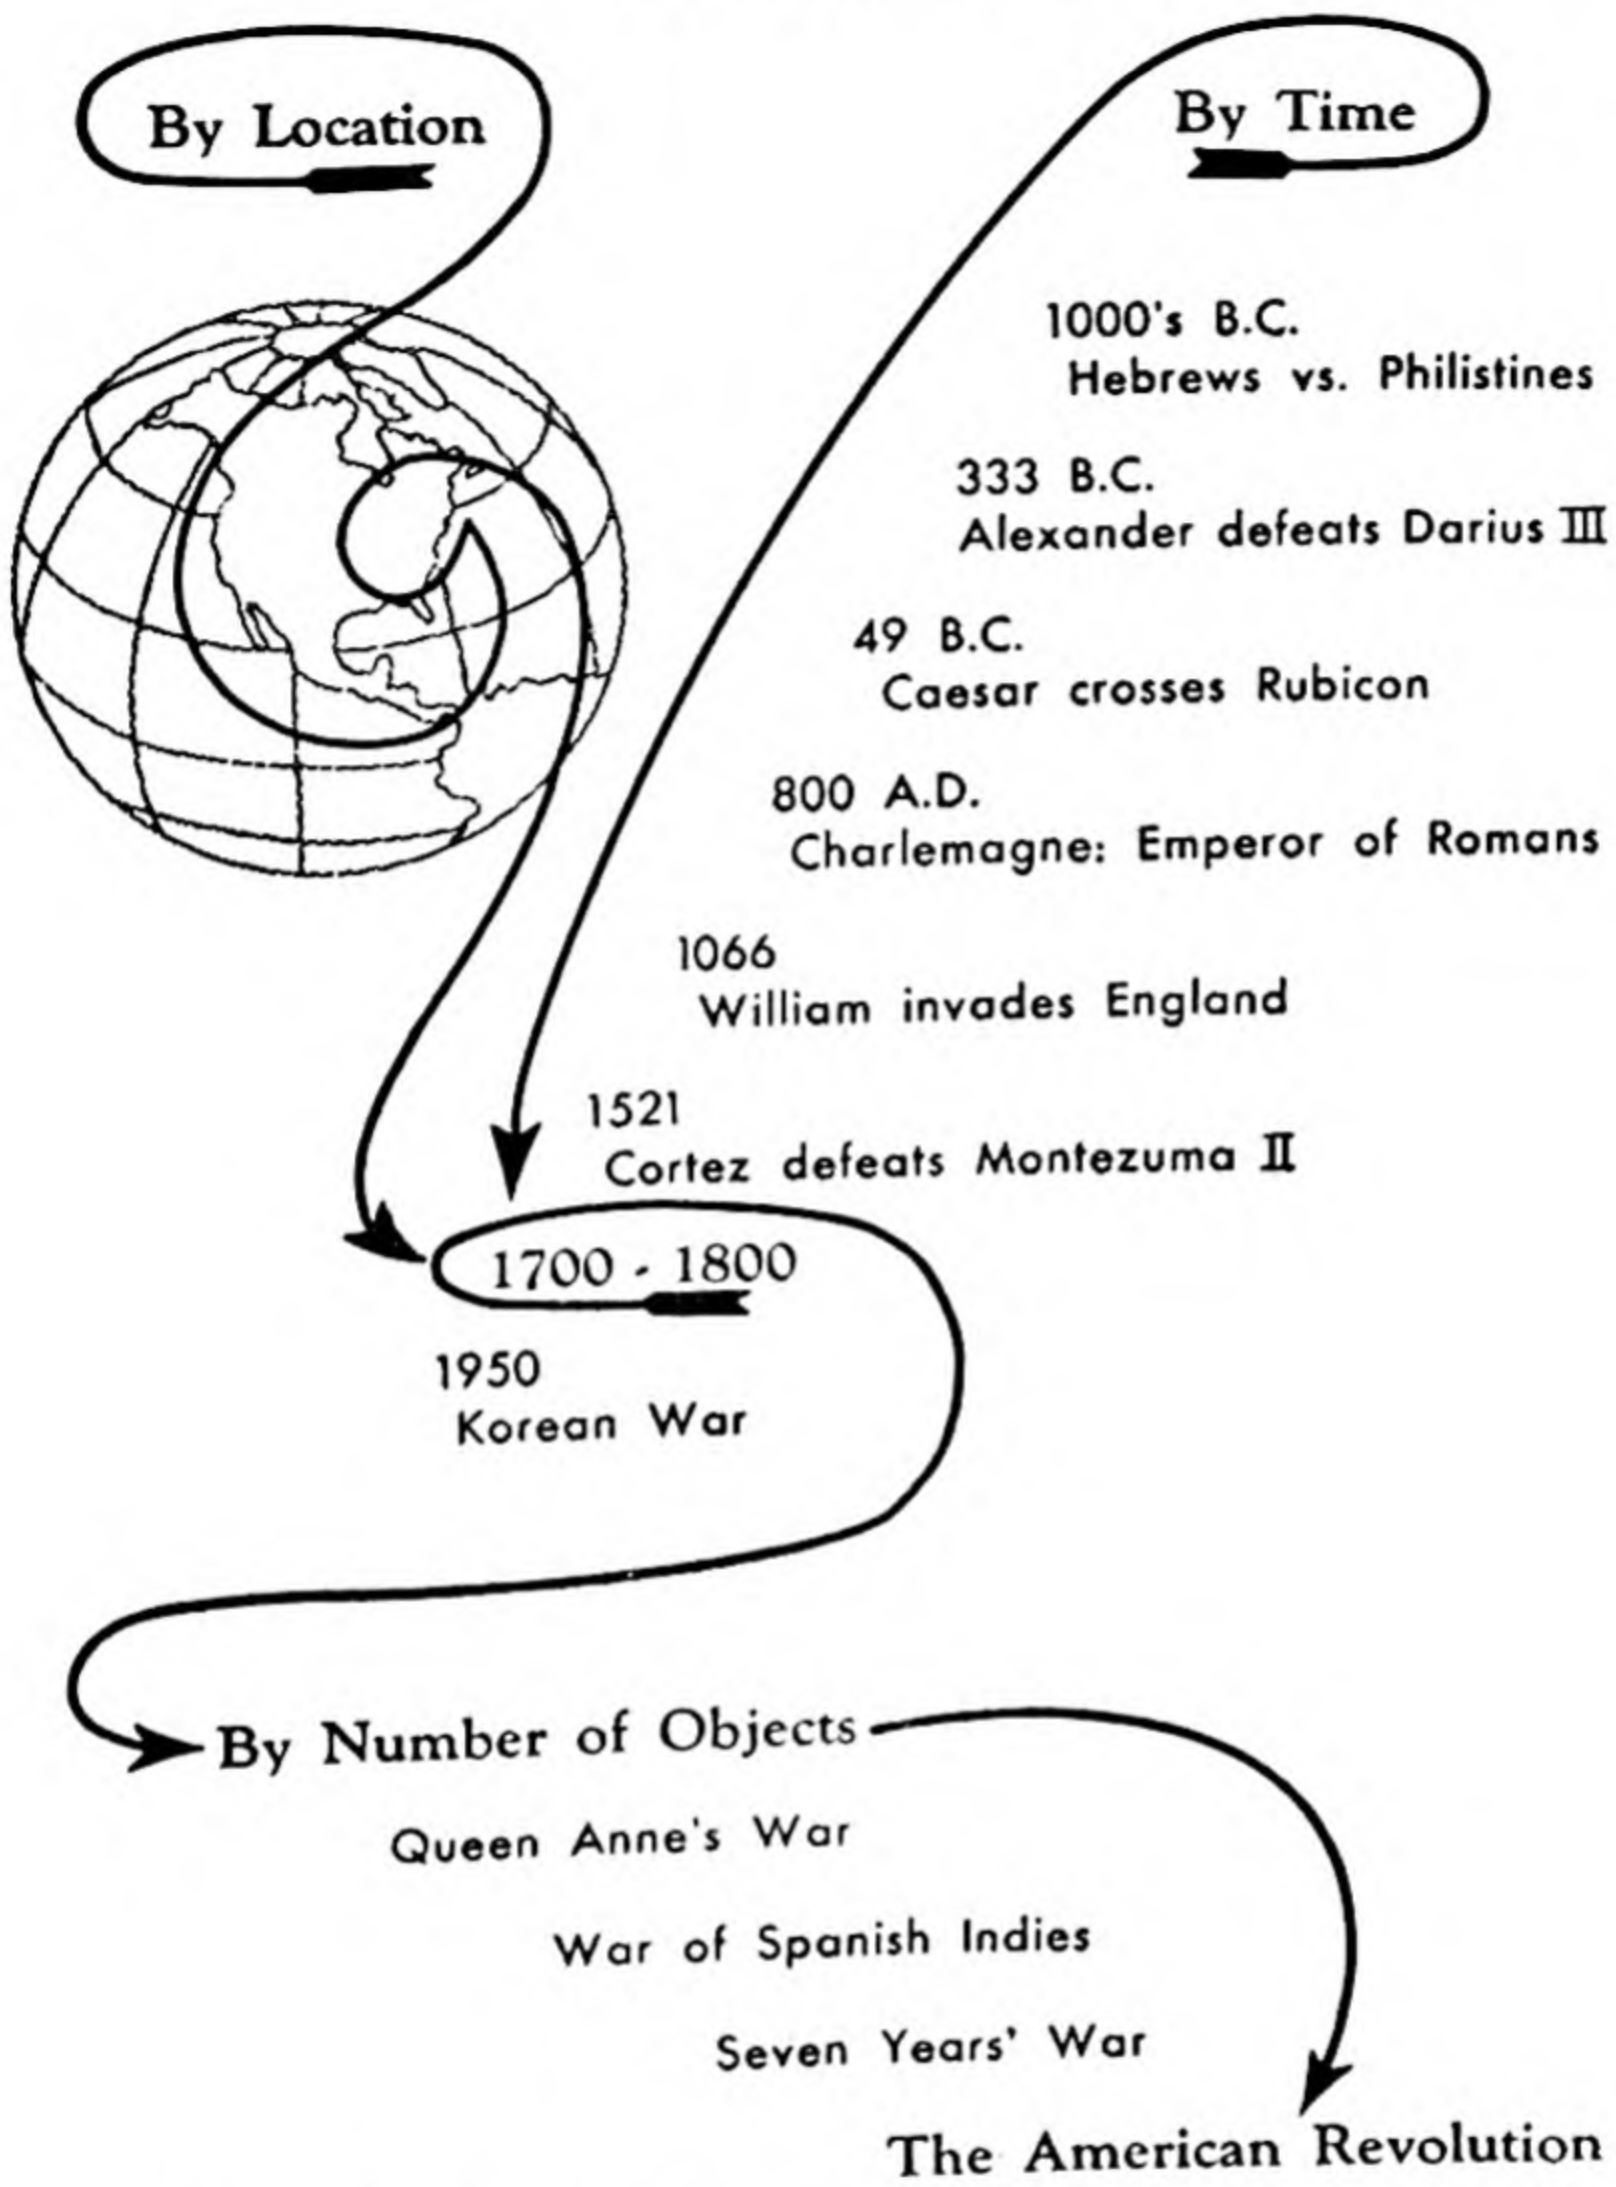 By Location
By Time
1000's B.C.
Hebrews vs. Philistines
333 B.C.
Alexander defeats Darius III
49 B.C.
Caesar crosses Rubicon
800 A.D.
Charlemagne: Emperor of Romans
1066
William invades England
1521
Cortez defeats Montezuma II
1700 - 1800
1950
Korean War
By Number of Objects
Queen Anne's War
War of Spanish Indies
Seven Years' War
The American Revolution